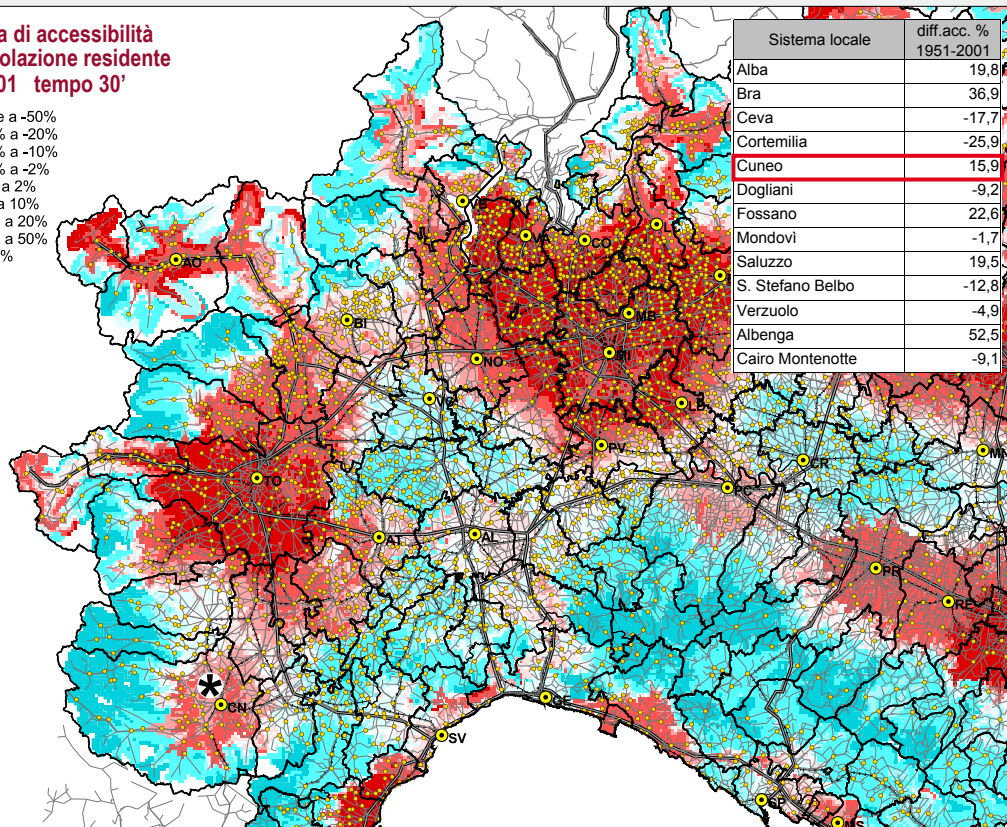 a di accessibilità
olazione residente
01 tempo 30'
e a -50%
% a -20%
% a -10%
% a -2%
a 2%
a 10%
a 20%
a 50%
%
Sistema locale diff.acc. % 1951-2001
Alba 19,8
Bra 36,9
Ceva -17,7
Cortemilia -25,9
Cuneo 15,9
Dogliani -9,2
Fossano 22,6
Mondovì -1,7
Saluzzo 19,5
S. Stefano Belbo -12,8
Verzuolo -4,9
Albenga 52,5
Cairo Montenotte -9,1
VA
CO
AO
BI
MB
NO
MI
PV
CR
MN
TO
AT
AL
PR
RE
*
CN
GE
SV
SP
MS